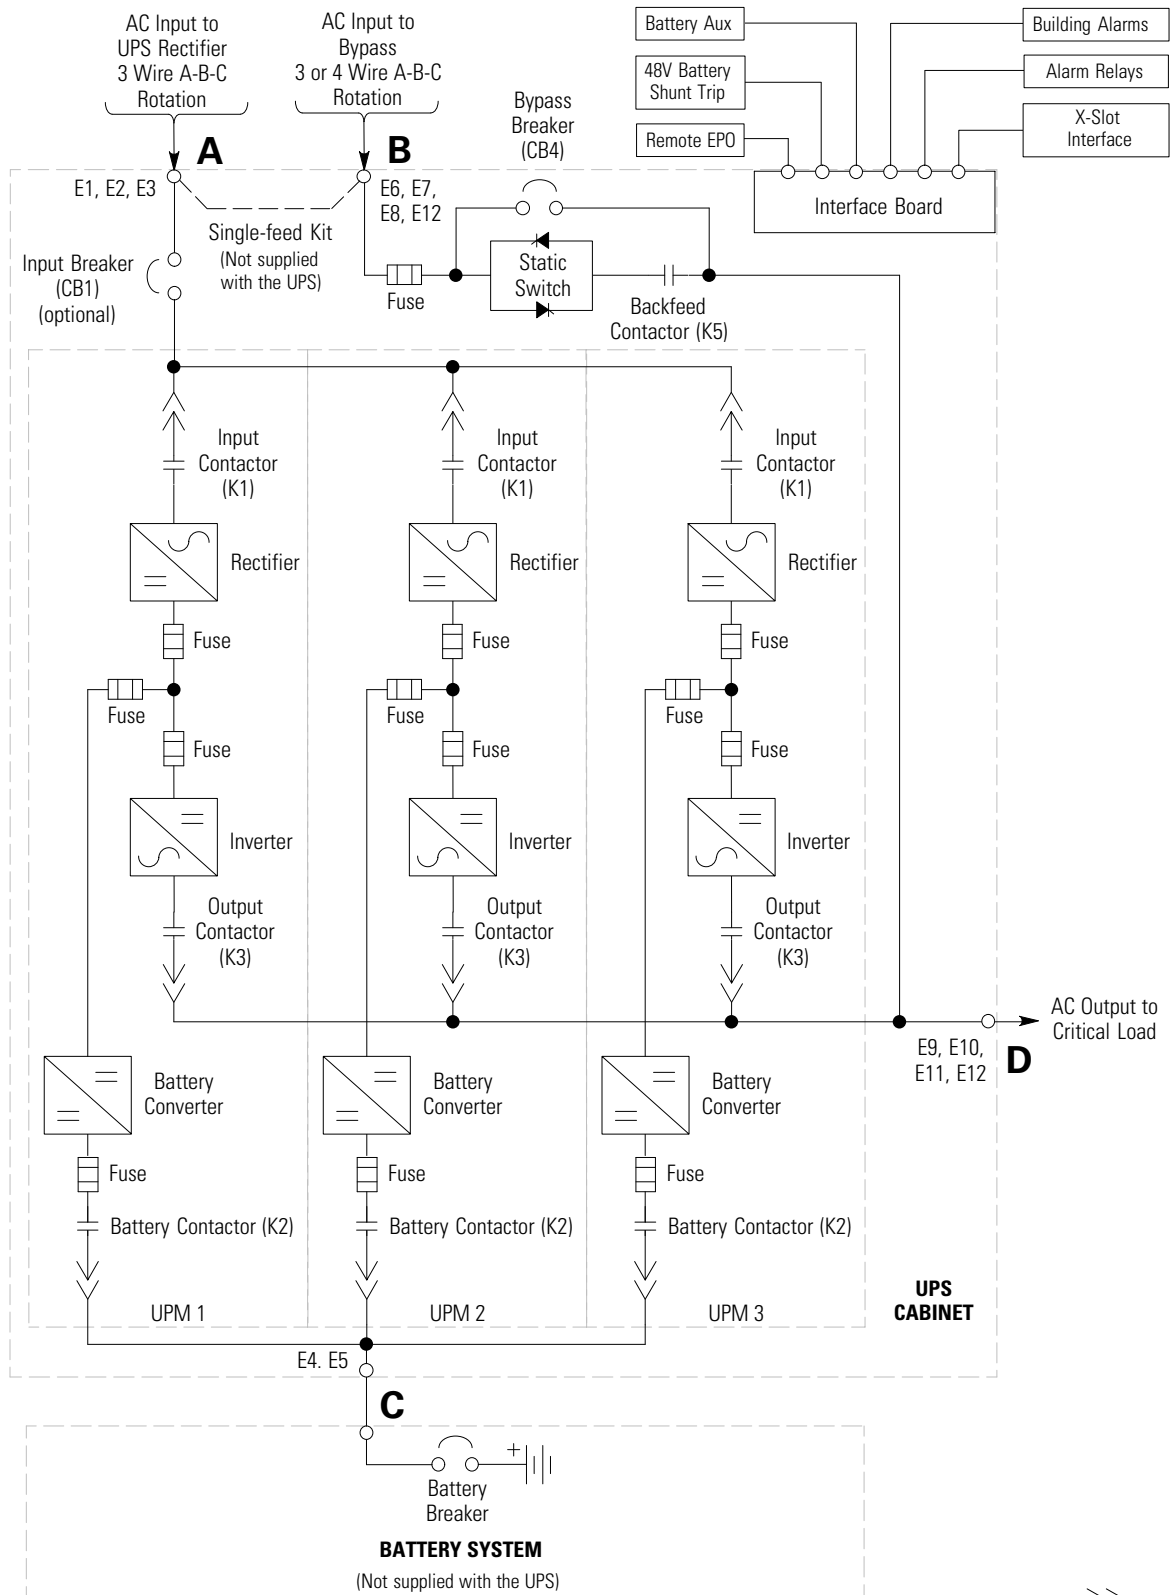 AC Input to
UPS Rectifier
3 Wire A-B-C
Rotation
AC Input to
Bypass
3 or 4 Wire A-B-C
Rotation
Bypass
Breaker
(CB4)
Battery Aux
48V Battery
Shunt Trip
Remote EPO
Building Alarms
Alarm Relays
X-Slot
Interface
Interface Board
A
B
E1, E2, E3
E6, E7,
E8, E12
Single-feed Kit
(Not supplied
with the UPS)
Input Breaker
(CB1)
(optional)
Fuse
Static
Switch
Backfeed
Contactor (K5)
Input
Contactor
(K1)
Input
Contactor
(K1)
Input
Contactor
(K1)
Rectifier
Rectifier
Rectifier
Fuse
Fuse
Fuse
Fuse
Fuse
Fuse
Fuse
Fuse
Fuse
Inverter
Inverter
Inverter
Output
Contactor
(K3)
Output
Contactor
(K3)
Output
Contactor
(K3)
AC Output to
Critical Load
E9, E10,
E11, E12
D
Battery
Converter
Battery
Converter
Battery
Converter
Fuse
Fuse
Fuse
Battery Contactor (K2)
Battery Contactor (K2)
Battery Contactor (K2)
UPM 1
UPM 2
UPM 3
UPS
CABINET
E4. E5
C
+
Battery
Breaker
BATTERY SYSTEM
(Not supplied with the UPS)